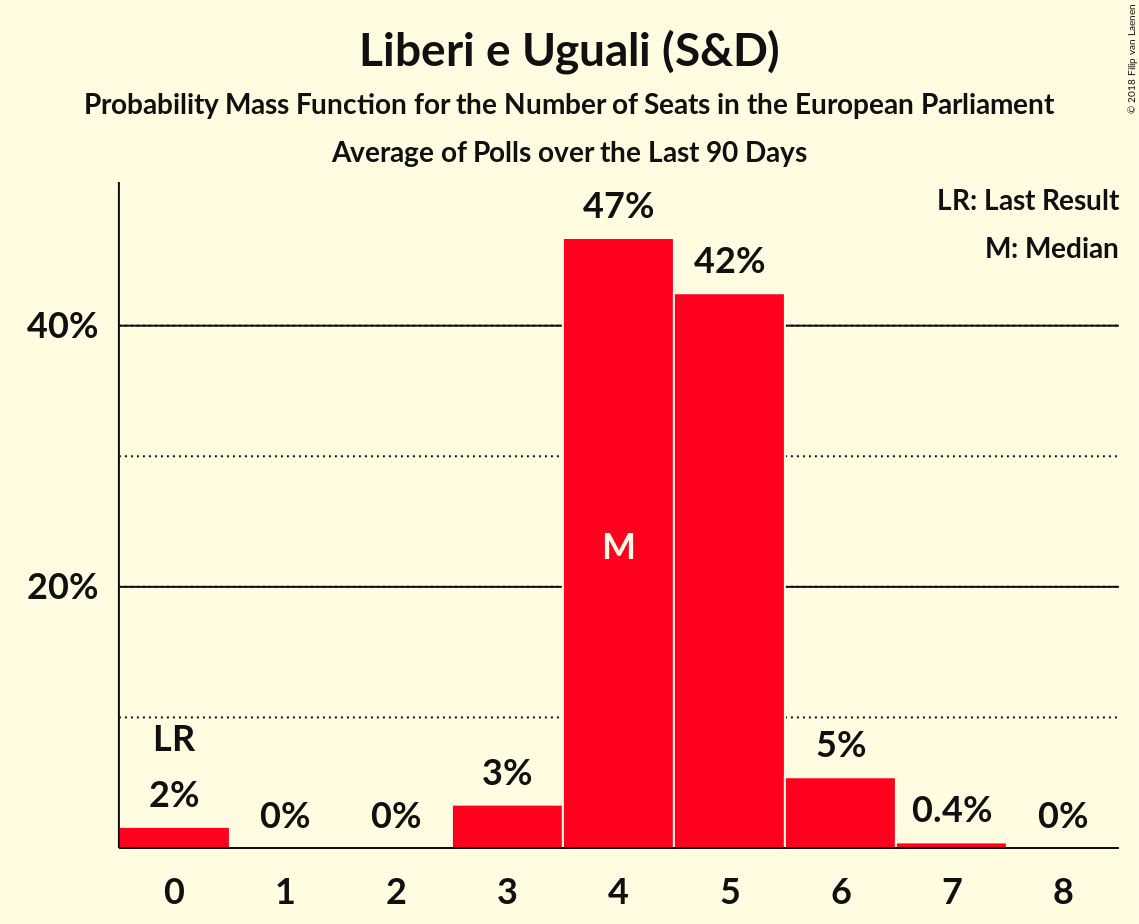 Liberi e Uguali (S&D)
Probability Mass Function for the Number of Seats in the European Parliament
Average of Polls over the Last 90 Days
© 2018 Filip van Laenen
LR: Last Result
M: Median
47%
42%
40%
M
20%
LR
2%
0%
0%
3%
5%
0.4%
0%
0 1 2 3 4 5 6 7 8